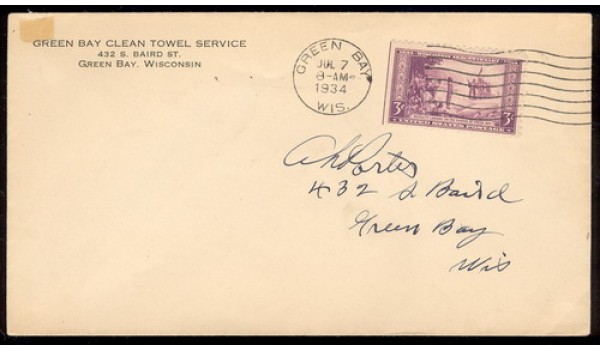 GREEN BAY CLEAN TOWEL SERVICE
432 S. BAIRD ST.
GREEN BAY, WISCONSIN
GREEN BAY
JUL 7
8-AM
1934
WIS.
3¢ 3¢
UNITED STATES POSTAGE
Porter
432 S Baird
Green Bay
Wis